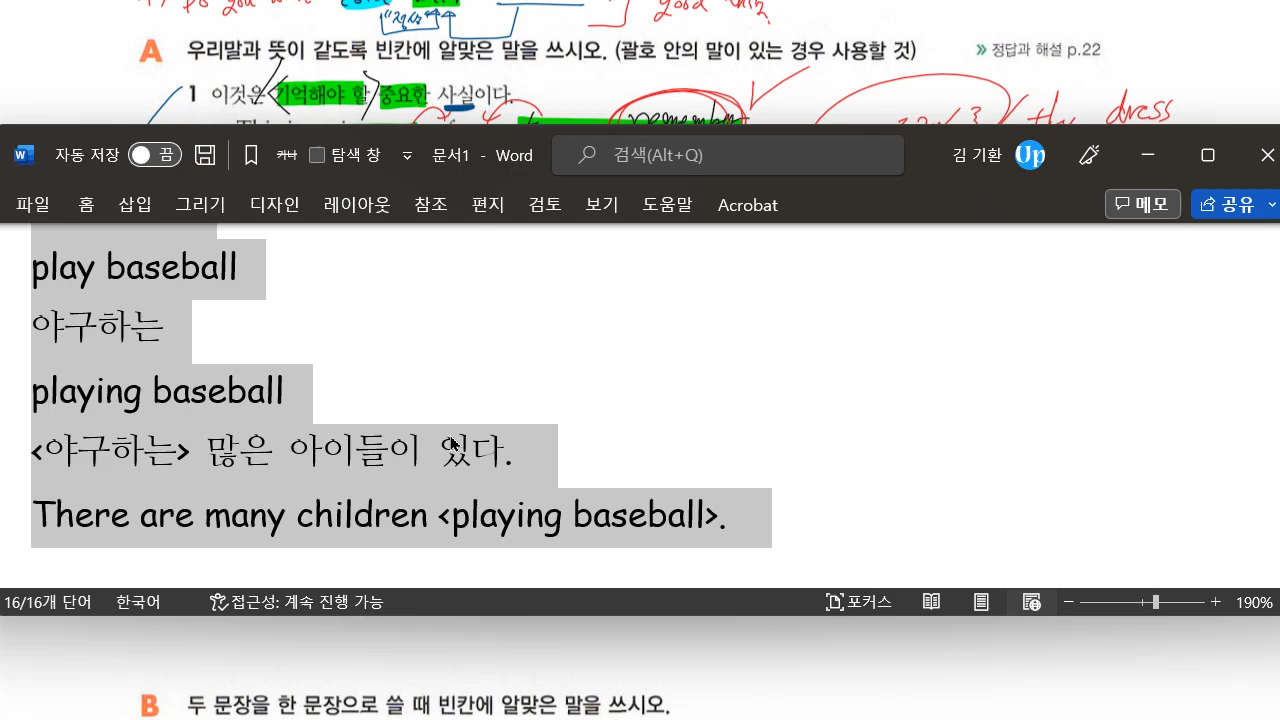 good
"정상
A 우리말과 뜻이 같도록 빈칸에 알맞은 말을 쓰시오. (괄호 안의 말이 있는 경우 사용할 것) » 정답과 해설 p.22
1 이것은 <기억해야 할> 중요한 사실이다.
remember the dress
자동 저장 끔 가나 탐색 창 문서1 - Word 검색(Alt+Q) 김 기환 Up
파일 홈 삽입 그리기 디자인 레이아웃 참조 편지 검토 보기 도움말 Acrobat 메모 공유
play baseball
야구하는
playing baseball
<야구하는> 많은 아이들이 있다.
There are many children <playing baseball>.
16/16개 단어 한국어 접근성: 계속 진행 가능 포커스 190%
B 두 문장을 한 문장으로 쓸 때 빈칸에 알맞은 말을 쓰시오.